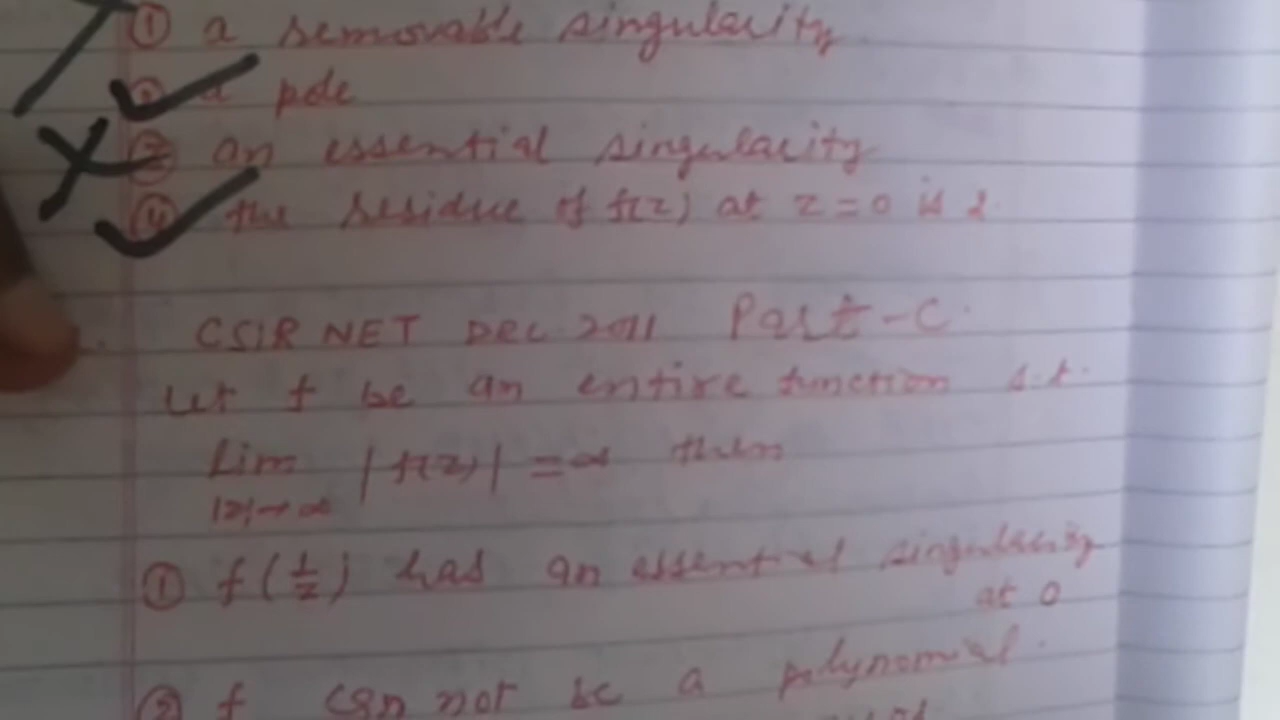 ① a removable singularity
② a pole
③ an essential singularity
④ the residue of f(z) at z=0 is
CSIR NET DEC 2011 Part-C.
Let f be an entire function s.t.
Lim |f(z)| = ∞ then
|z|→∞
① f(1/z) has an essential singularity
at 0
② f can not be a polynomial.